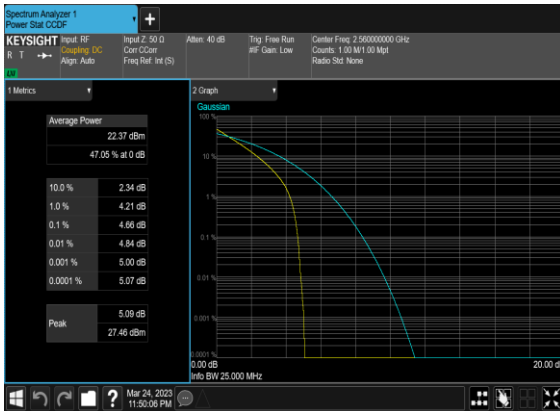 Spectrum Analyzer 1
Power Stat CCDF
KEYSIGHT
R T
LXI
Input: RF
Coupling: DC
Align: Auto
Input Z: 50 Ω
Corr CCorr
Freq Ref: Int (S)
Atten: 40 dB
Trig: Free Run
#IF Gain: Low
Center Freq: 2.560000000 GHz
Counts: 1.00 M/1.00 Mpt
Radio Std: None
1 Metrics
Average Power
22.37 dBm
47.05 % at 0 dB
10.0 % 2.34 dB
1.0 % 4.21 dB
0.1 % 4.66 dB
0.01 % 4.84 dB
0.001 % 5.00 dB
0.0001 % 5.07 dB
Peak
5.09 dB
27.46 dBm
2 Graph
Gaussian
100 %
10 %
1 %
0.1 %
0.01 %
0.001 %
0.0001 %
0.00 dB
20.00 d
Info BW 25.000 MHz
?
Mar 24, 2023
11:50:06 PM